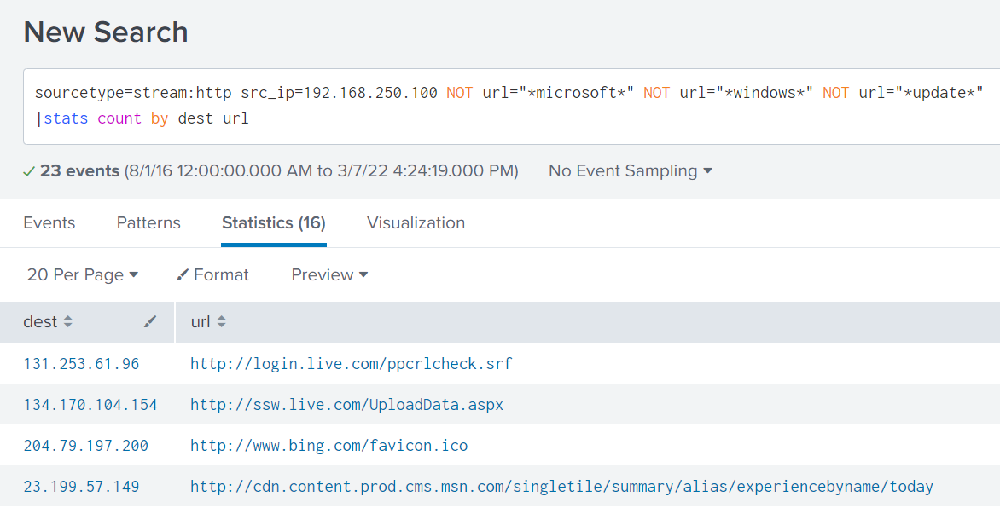 New Search
sourcetype=stream:http src_ip=192.168.250.100 NOT url="*microsoft*" NOT url="*windows*" NOT url="*update*"
|stats count by dest url
23 events (8/1/16 12:00:00.000 AM to 3/7/22 4:24:19.000 PM) No Event Sampling
Events Patterns Statistics (16) Visualization
20 Per Page Format Preview
dest url
131.253.61.96 http://login.live.com/ppcrlcheck.srf
134.170.104.154 http://ssw.live.com/UploadData.aspx
204.79.197.200 http://www.bing.com/favicon.ico
23.199.57.149 http://cdn.content.prod.cms.msn.com/singletile/summary/alias/experiencebyname/today